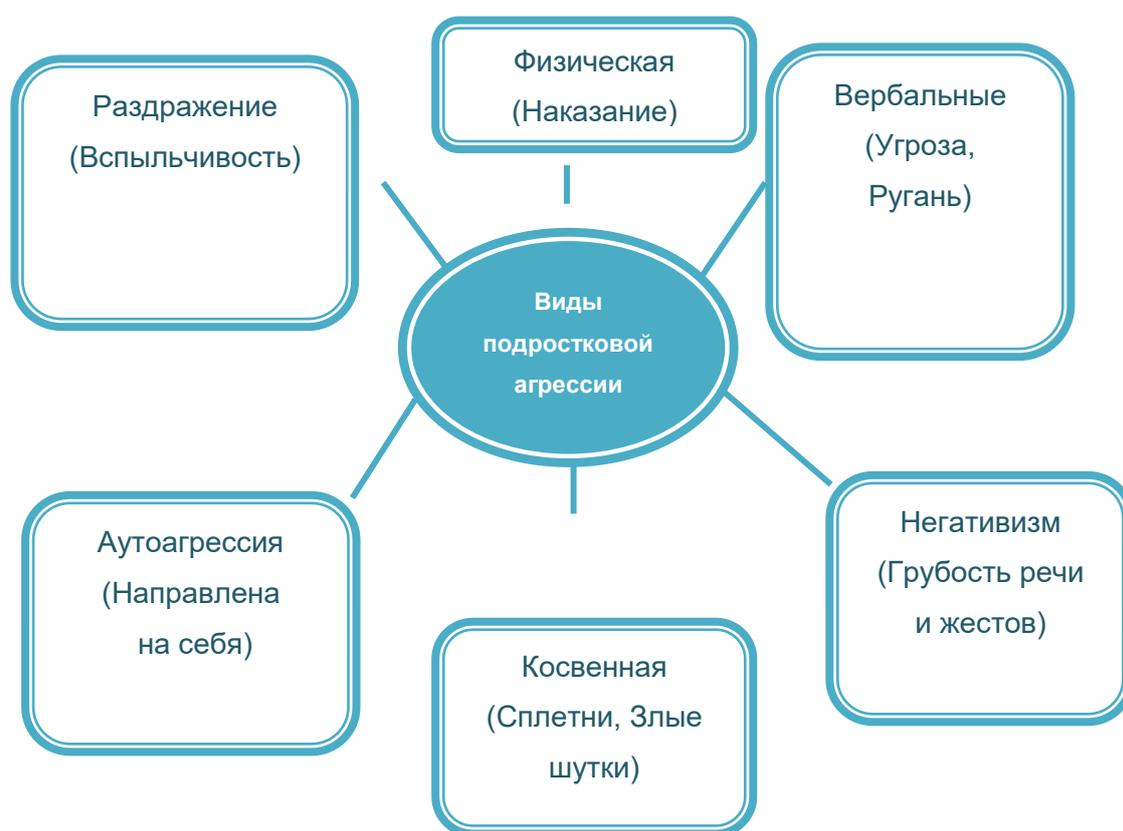 Физическая
(Наказание)
Раздражение
(Вспыльчивость)
Вербальные
(Угроза,
Ругань)
Виды
подростковой
агрессии
Аутоагрессия
(Направлена
на себя)
Негативизм
(Грубость речи
и жестов)
Косвенная
(Сплетни, Злые
шутки)